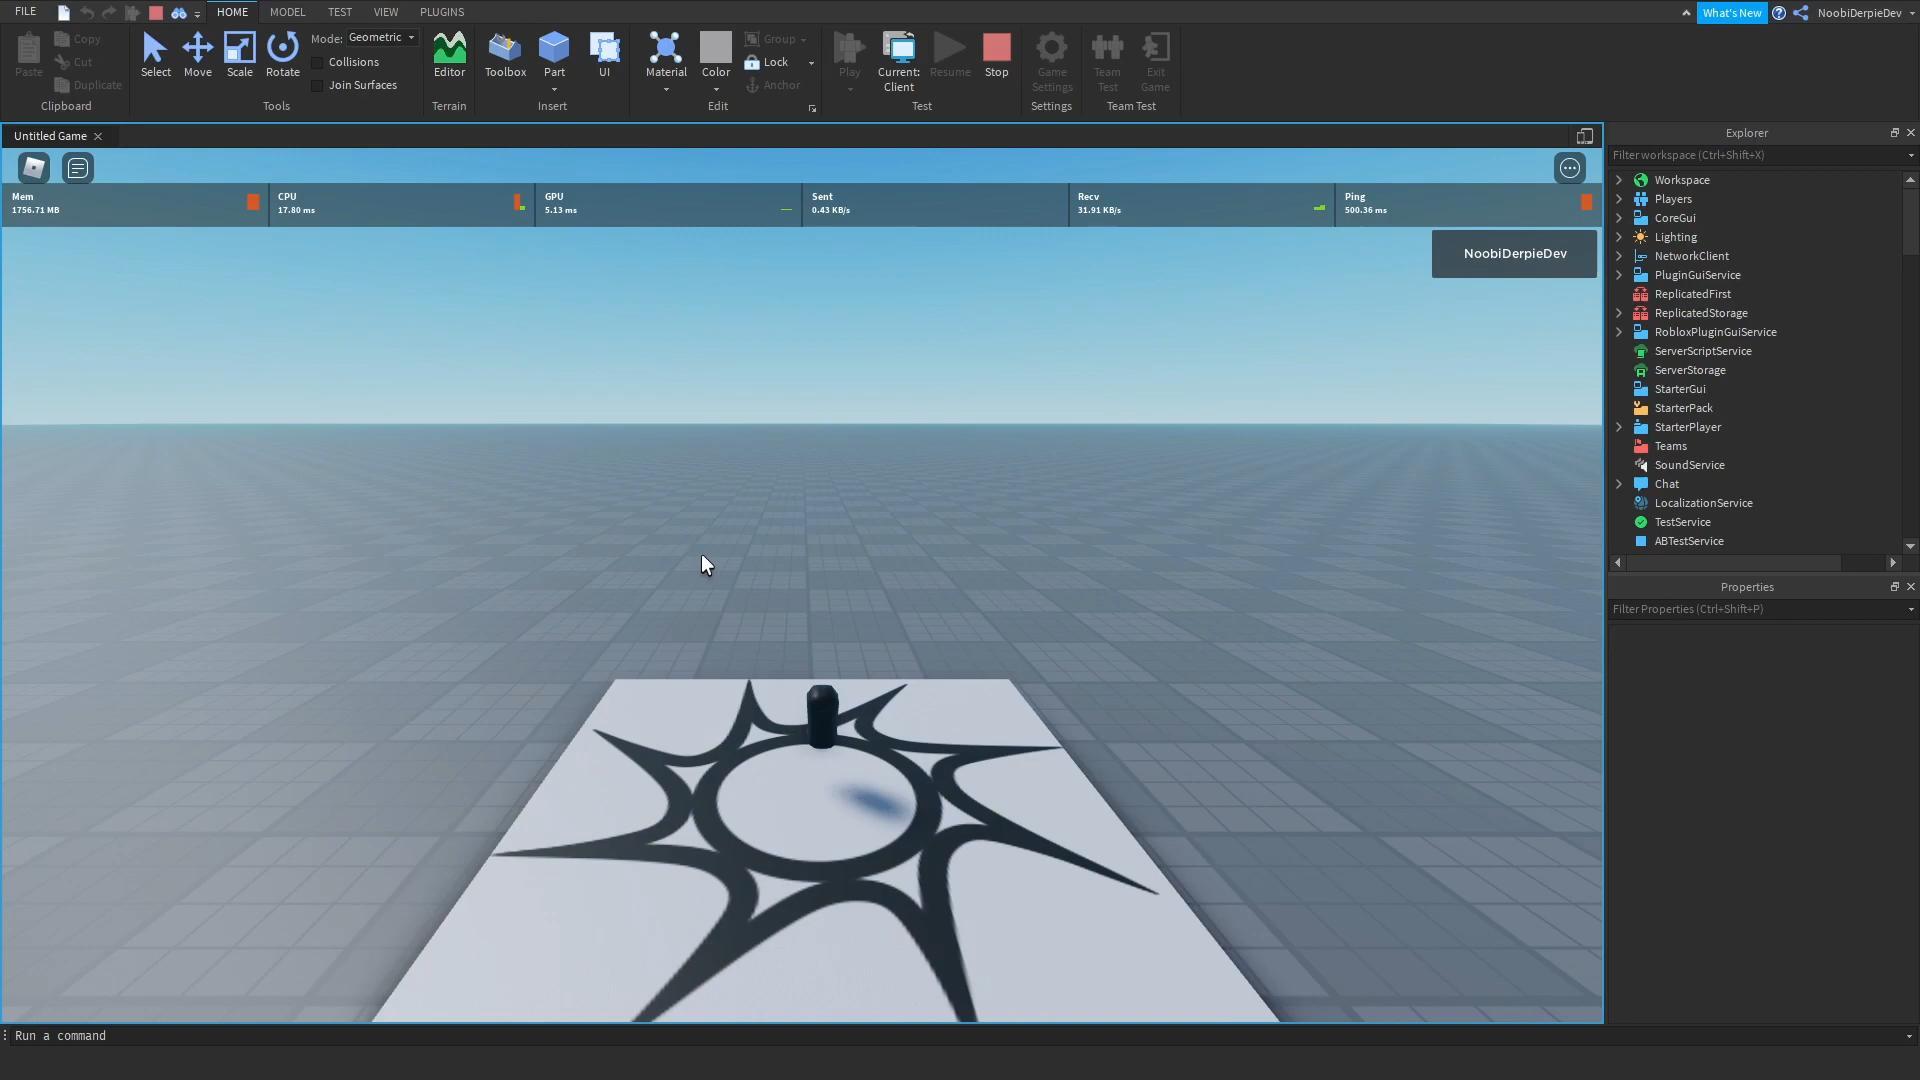 FILE
HOME
MODEL
TEST
VIEW
PLUGINS
What's New
NoobiDerpieDev
Paste
Copy
Cut
Duplicate
Clipboard
Select
Move
Scale
Rotate
Mode: Geometric
Collisions
Join Surfaces
Tools
Editor
Terrain
Toolbox
Part
UI
Insert
Material
Color
Group
Lock
Anchor
Edit
Play
Current:
Client
Resume
Stop
Test
Game
Settings
Settings
Team
Test
Exit
Game
Team Test
Untitled Game
Mem
1756.71 MB
CPU
17.80 ms
GPU
5.13 ms
Sent
0.43 KB/s
Recv
31.91 KB/s
Ping
500.36 ms
NoobiDerpieDev
Explorer
Filter workspace (Ctrl+Shift+X)
Workspace
Players
CoreGui
Lighting
NetworkClient
PluginGuiService
ReplicatedFirst
ReplicatedStorage
RobloxPluginGuiService
ServerScriptService
ServerStorage
StarterGui
StarterPack
StarterPlayer
Teams
SoundService
Chat
LocalizationService
TestService
ABTestService
Properties
Filter Properties (Ctrl+Shift+P)
Run a command